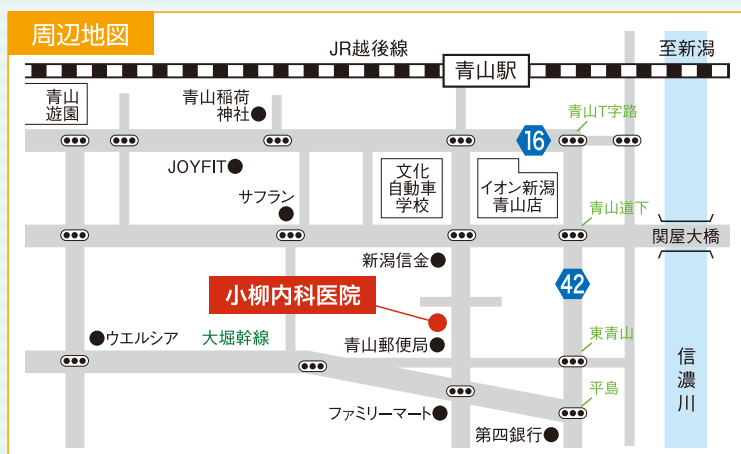 周辺地図
JR越後線
至新潟
青山駅
青山
遊園
青山稲荷
神社
青山T字路
16
JOYFIT
文化
自動車
学校
イオン新潟
青山店
サフラン
青山道下
関屋大橋
新潟信金
42
小柳内科医院
ウエルシア
大堀幹線
青山郵便局
東青山
信濃川
平島
ファミリーマート
第四銀行